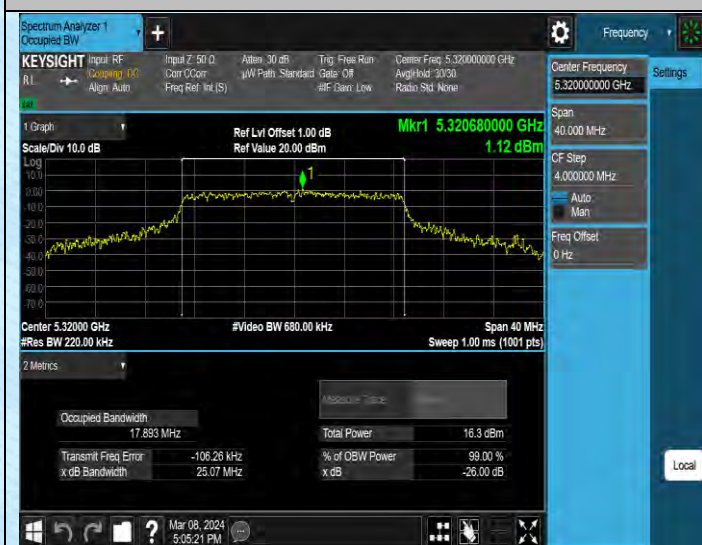 Spectrum Analyzer 1
Occupied BW
Frequency
KEYSIGHT
Input: RF
Input Z: 50 Ω
Atten: 30 dB
Trig: Free Run
Center Freq: 5.320000000 GHz
RL
Coupling: DC
Corr CCorr
µW Path: Standard
Gate: Off
Avg|Hold: 30/30
Align: Auto
Freq Ref: Int (S)
#IF Gain: Low
Radio Std: None
Center Frequency
5.320000000 GHz
Settings
Span
40.000 MHz
CF Step
4.000000 MHz
Auto
Man
Freq Offset
0 Hz
1 Graph
Scale/Div 10.0 dB
Ref Lvl Offset 1.00 dB
Ref Value 20.00 dBm
Mkr1 5.320680000 GHz
1.12 dBm
Log
10.0
0.00
-10.0
-20.0
-30.0
-40.0
-50.0
-60.0
-70.0
1
Center 5.32000 GHz
#Video BW 680.00 kHz
Span 40 MHz
#Res BW 220.00 kHz
Sweep 1.00 ms (1001 pts)
2 Metrics
Measure Trace
Occupied Bandwidth
17.893 MHz
Total Power
16.3 dBm
Transmit Freq Error
-106.26 kHz
% of OBW Power
99.00 %
x dB Bandwidth
25.07 MHz
x dB
-26.00 dB
Local
Mar 08, 2024
5:05:21 PM